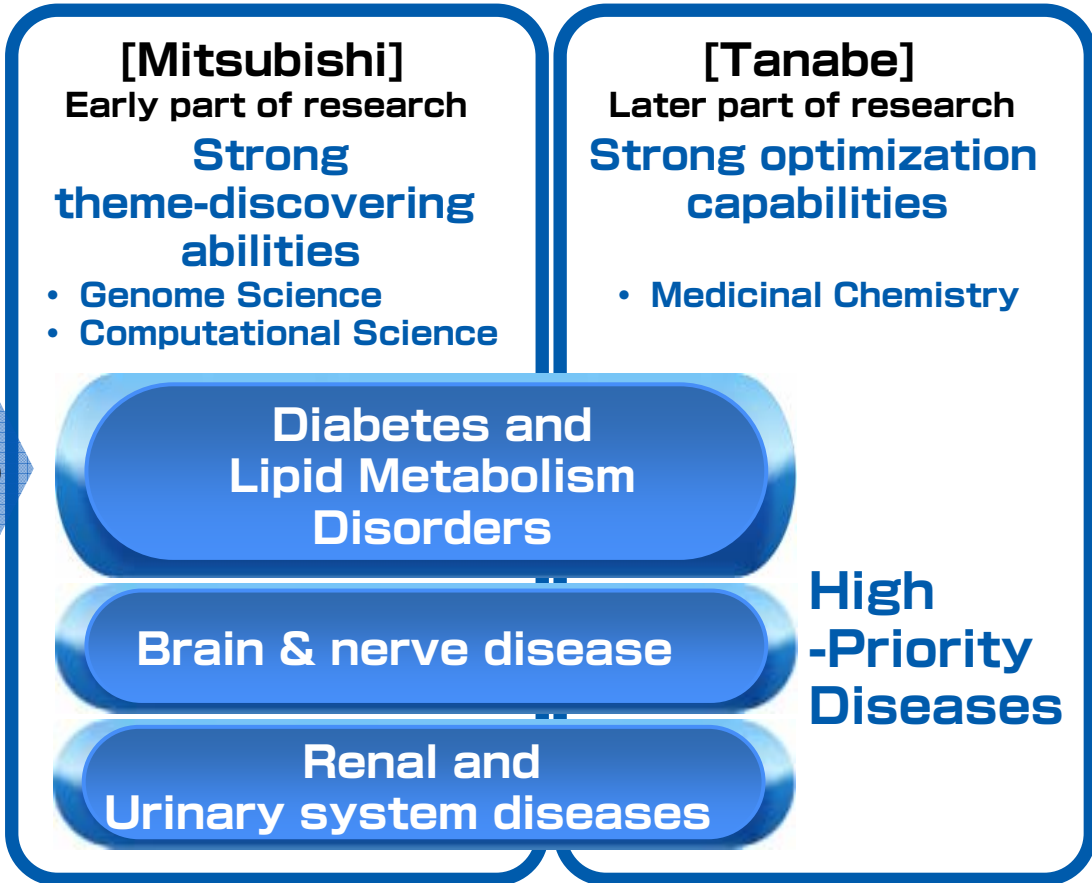 [Mitsubishi]
Early part of research
Strong
theme-discovering
abilities
• Genome Science
• Computational Science
[Tanabe]
Later part of research
Strong optimization
capabilities
• Medicinal Chemistry
Diabetes and
Lipid Metabolism
Disorders
Brain & nerve disease
Renal and
Urinary system diseases
High
-Priority
Diseases